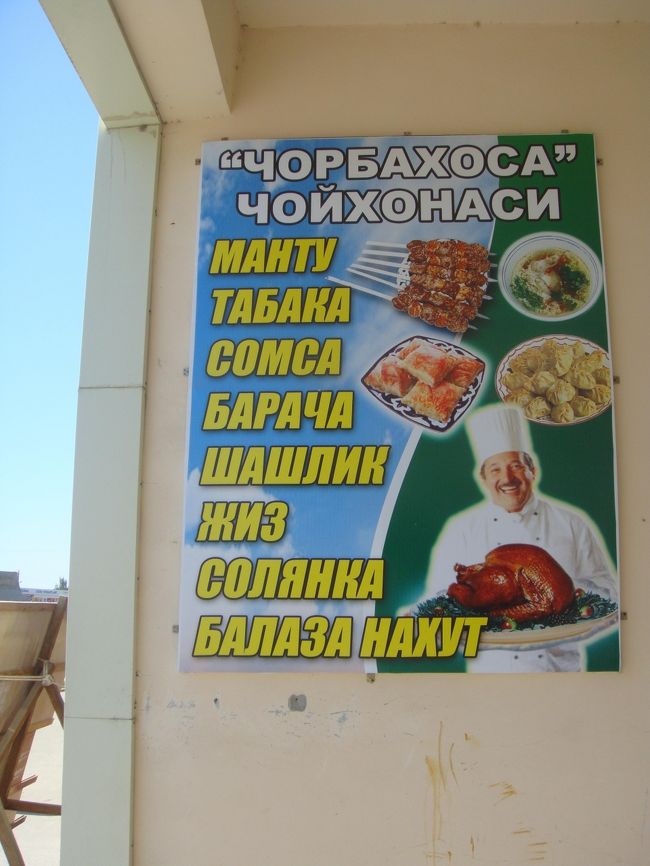 “ЧОРБАХОСА”
ЧОЙХОНАСИ
МАНТУ
ТАБАКА
СОМСА
БАРАЧА
ШАШЛИК
ЖИЗ
СОЛЯНКА
БАЛАЗА НАХУТ